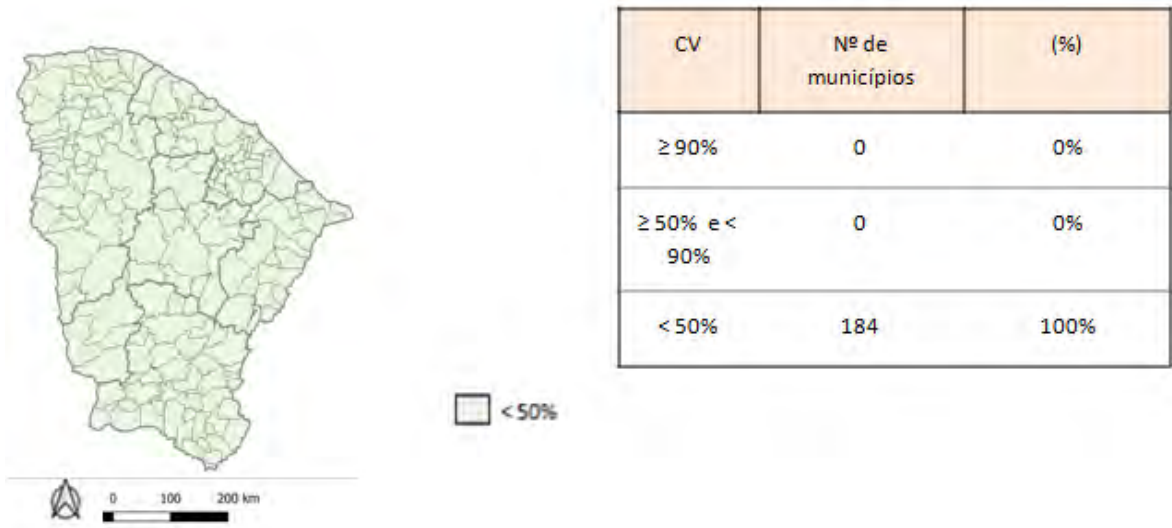 CV Nº de municípios (%)
≥ 90% 0 0%
≥ 50% e < 90% 0 0%
< 50% 184 100%
< 50%
0 100 200 km